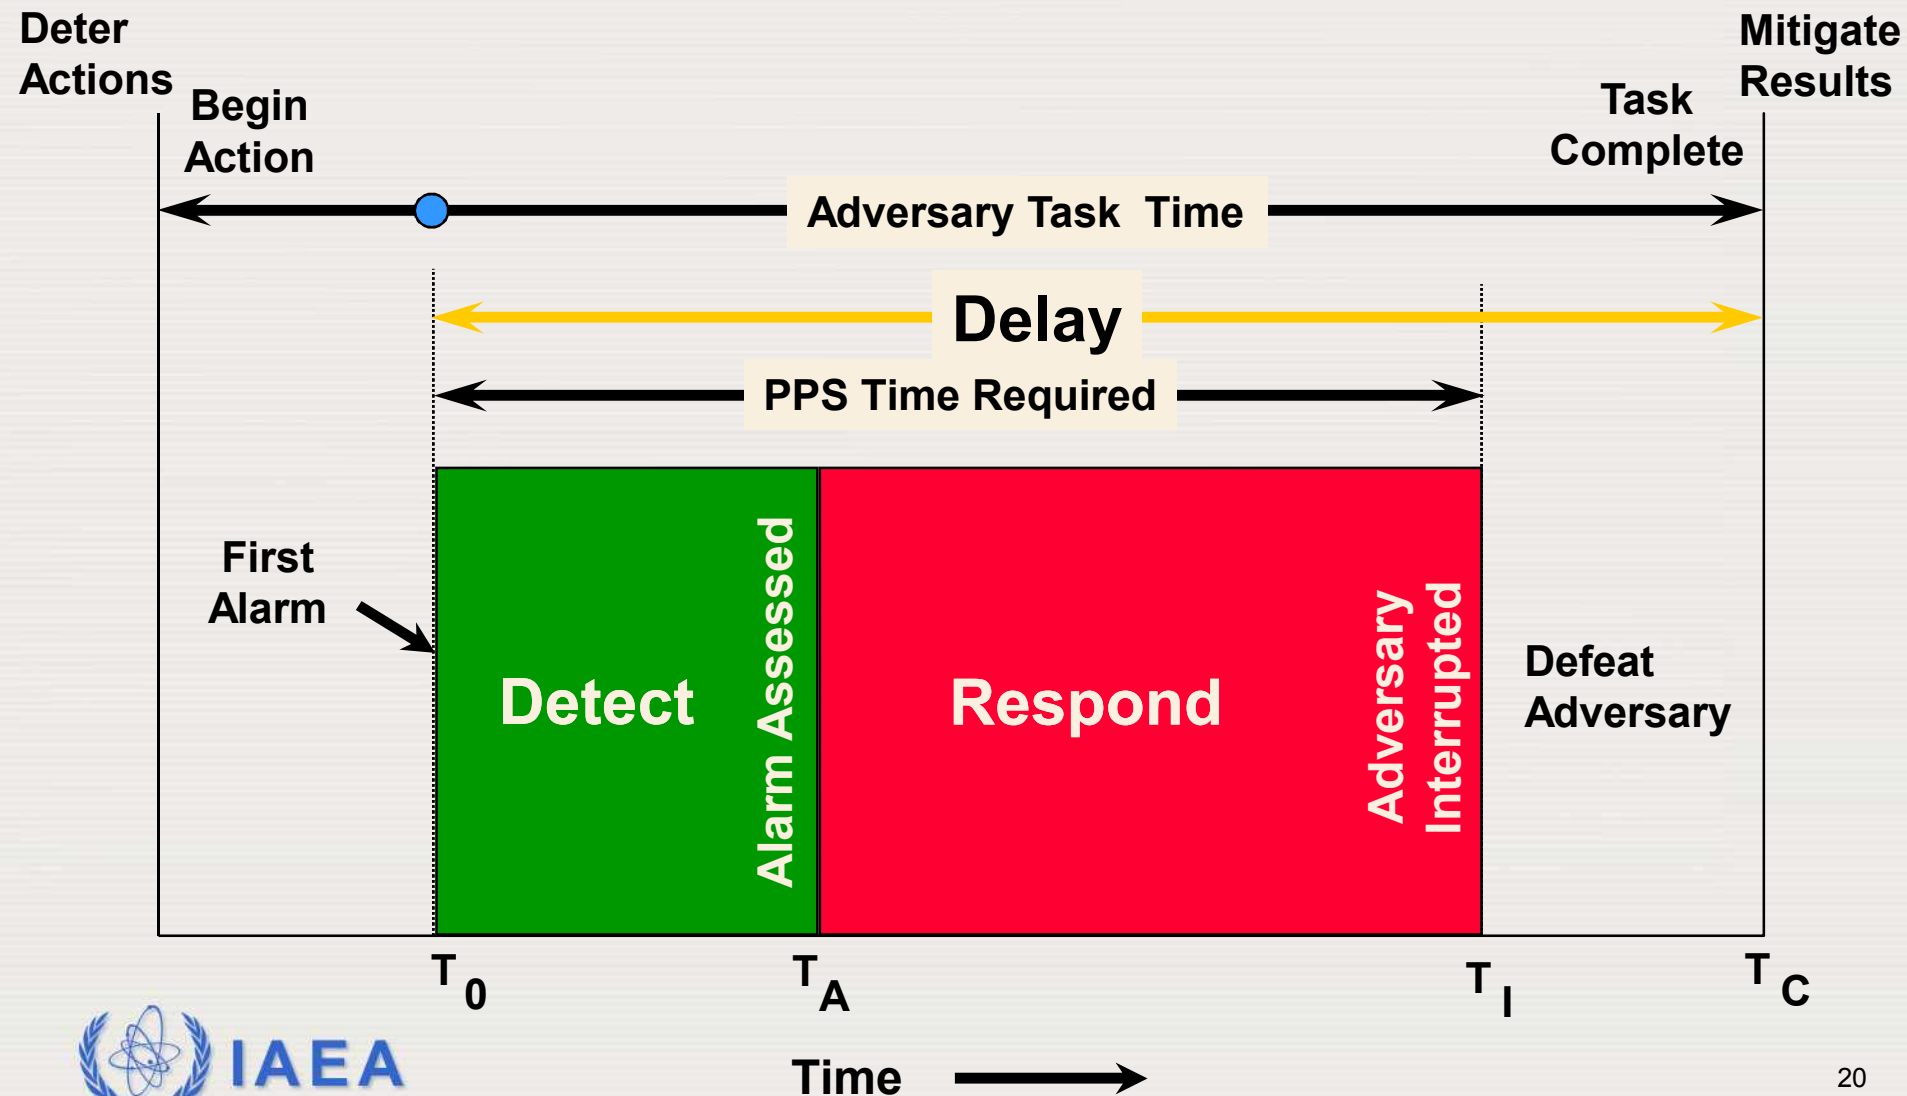 Deter
Actions
Mitigate
Results
Begin
Action
Task
Complete
Adversary Task Time
Delay
PPS Time Required
First
Alarm
Detect
Alarm Assessed
Respond
Adversary
Interrupted
Defeat
Adversary
T0
TA
TI
TC
IAEA
Time
20